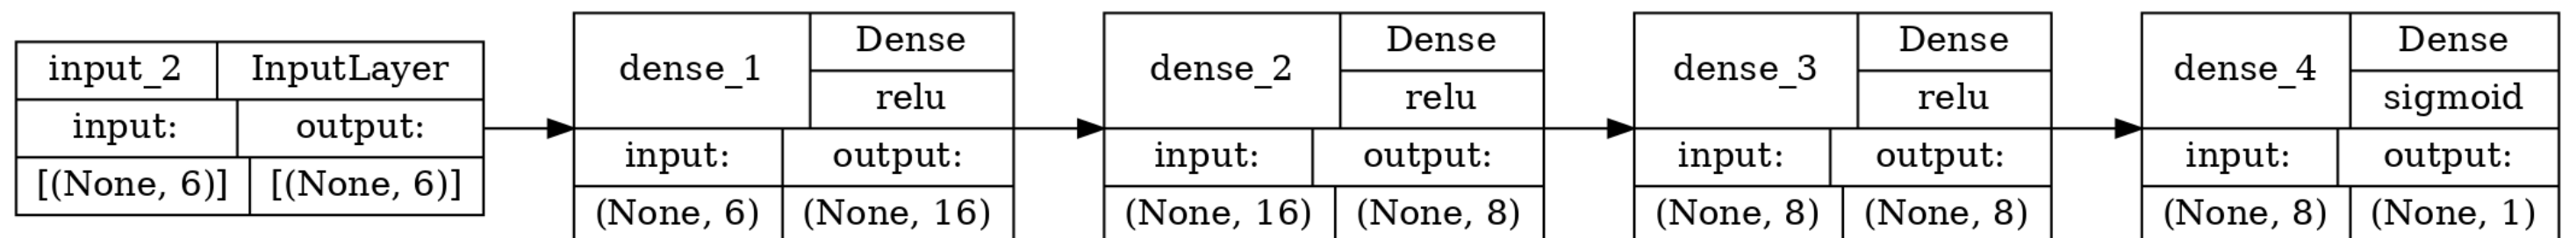 input_2 InputLayer
input: output:
[(None, 6)] [(None, 6)]
dense_1 Dense
relu
input: output:
(None, 6) (None, 16)
dense_2 Dense
relu
input: output:
(None, 16) (None, 8)
dense_3 Dense
relu
input: output:
(None, 8) (None, 8)
dense_4 Dense
sigmoid
input: output:
(None, 8) (None, 1)